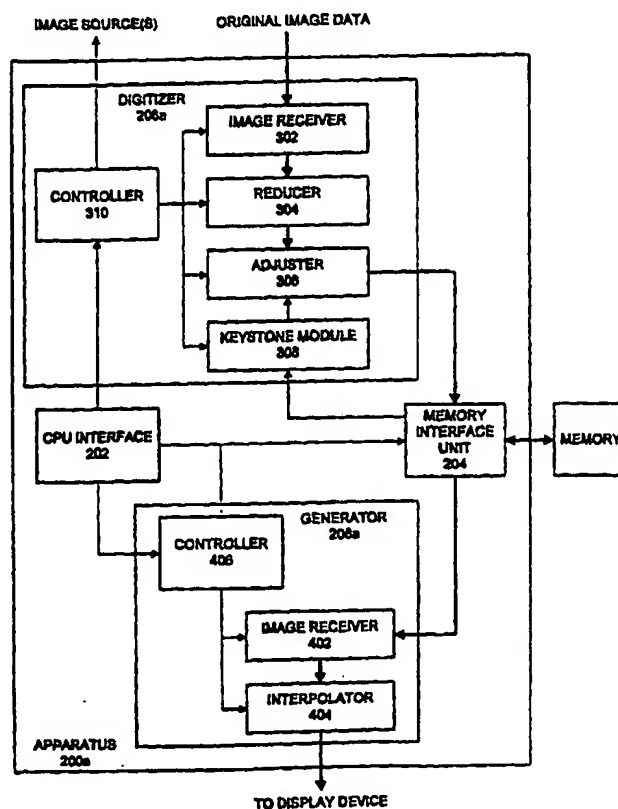 IMAGE SOURCE(S)
ORIGINAL IMAGE DATA
DIGITIZER
206a
IMAGE RECEIVER
302
CONTROLLER
310
REDUCER
304
ADJUSTER
306
KEYSTONE MODULE
308
CPU INTERFACE
202
MEMORY
INTERFACE
UNIT
204
MEMORY
GENERATOR
208a
CONTROLLER
406
IMAGE RECEIVER
402
INTERPOLATOR
404
APPARATUS
200a
TO DISPLAY DEVICE